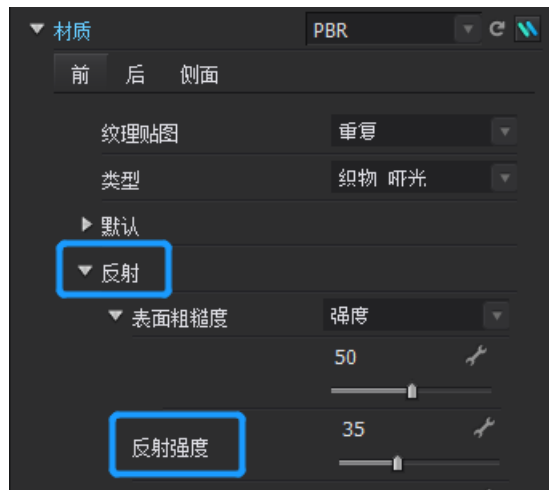 材质 PBR
前 后 侧面
纹理贴图 重复
类型 织物 哑光
默认
反射
表面粗糙度 强度
50
反射强度 35